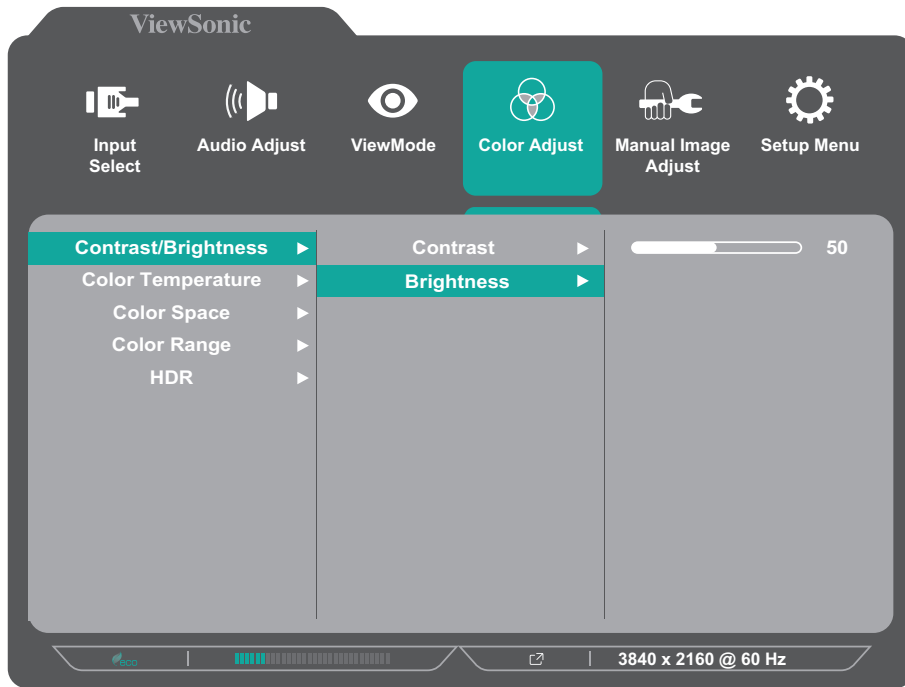 ViewSonic
Input
Select
Audio Adjust
ViewMode
Color Adjust
Manual Image
Adjust
Setup Menu
Contrast/Brightness
Contrast
50
Color Temperature
Brightness
Color Space
Color Range
HDR
eco
3840 x 2160 @ 60 Hz